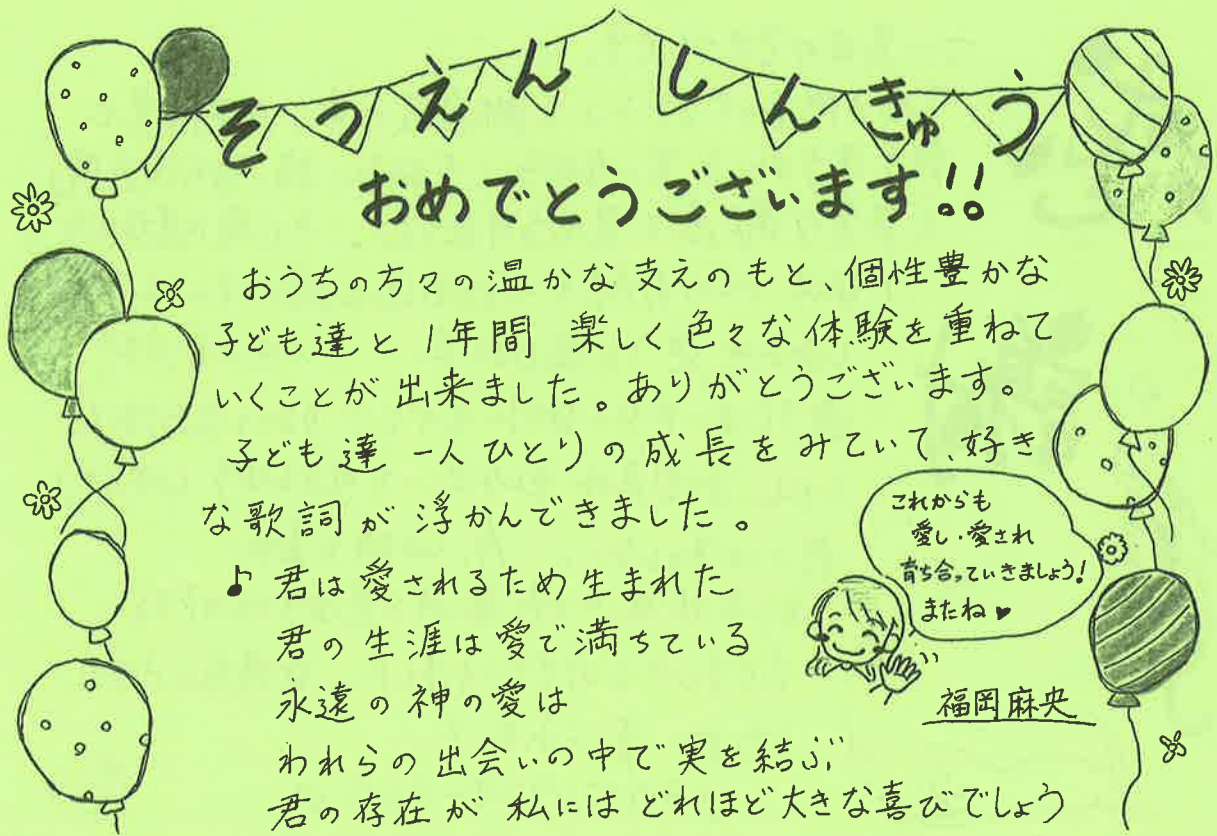 そつえん しんきゅう
おめでとうございます!!
おうちの方々の温かな支えのもと、個性豊かな
子ども達と 1年間 楽しく色々な体験を重ねて
いくことが出来ました。ありがとうございます。
子ども達 一人ひとりの成長をみていて、好き
な歌詞が浮かんできました。
♪君は愛されるため生まれた
君の生涯は愛で満ちている
永遠の神の愛は
われらの出会いの中で実を結ぶ
君の存在が 私には どれほど大きな喜びでしょう
これからも
愛し・愛され
育ち合っていきましょう!
またね♥
福岡麻央